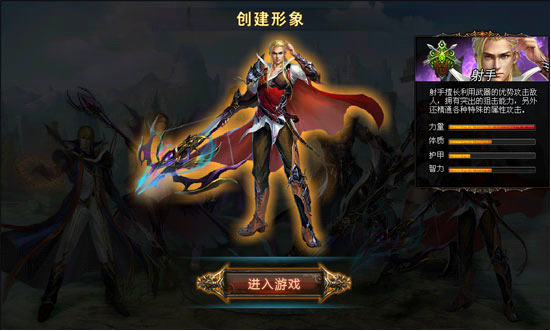 创建形象
射手
射手擅长利用武器的优势攻击敌
人，拥有突出的狙击能力，另外
还精通各种特殊的属性攻击。
力量
体质
护甲
智力
进入游戏